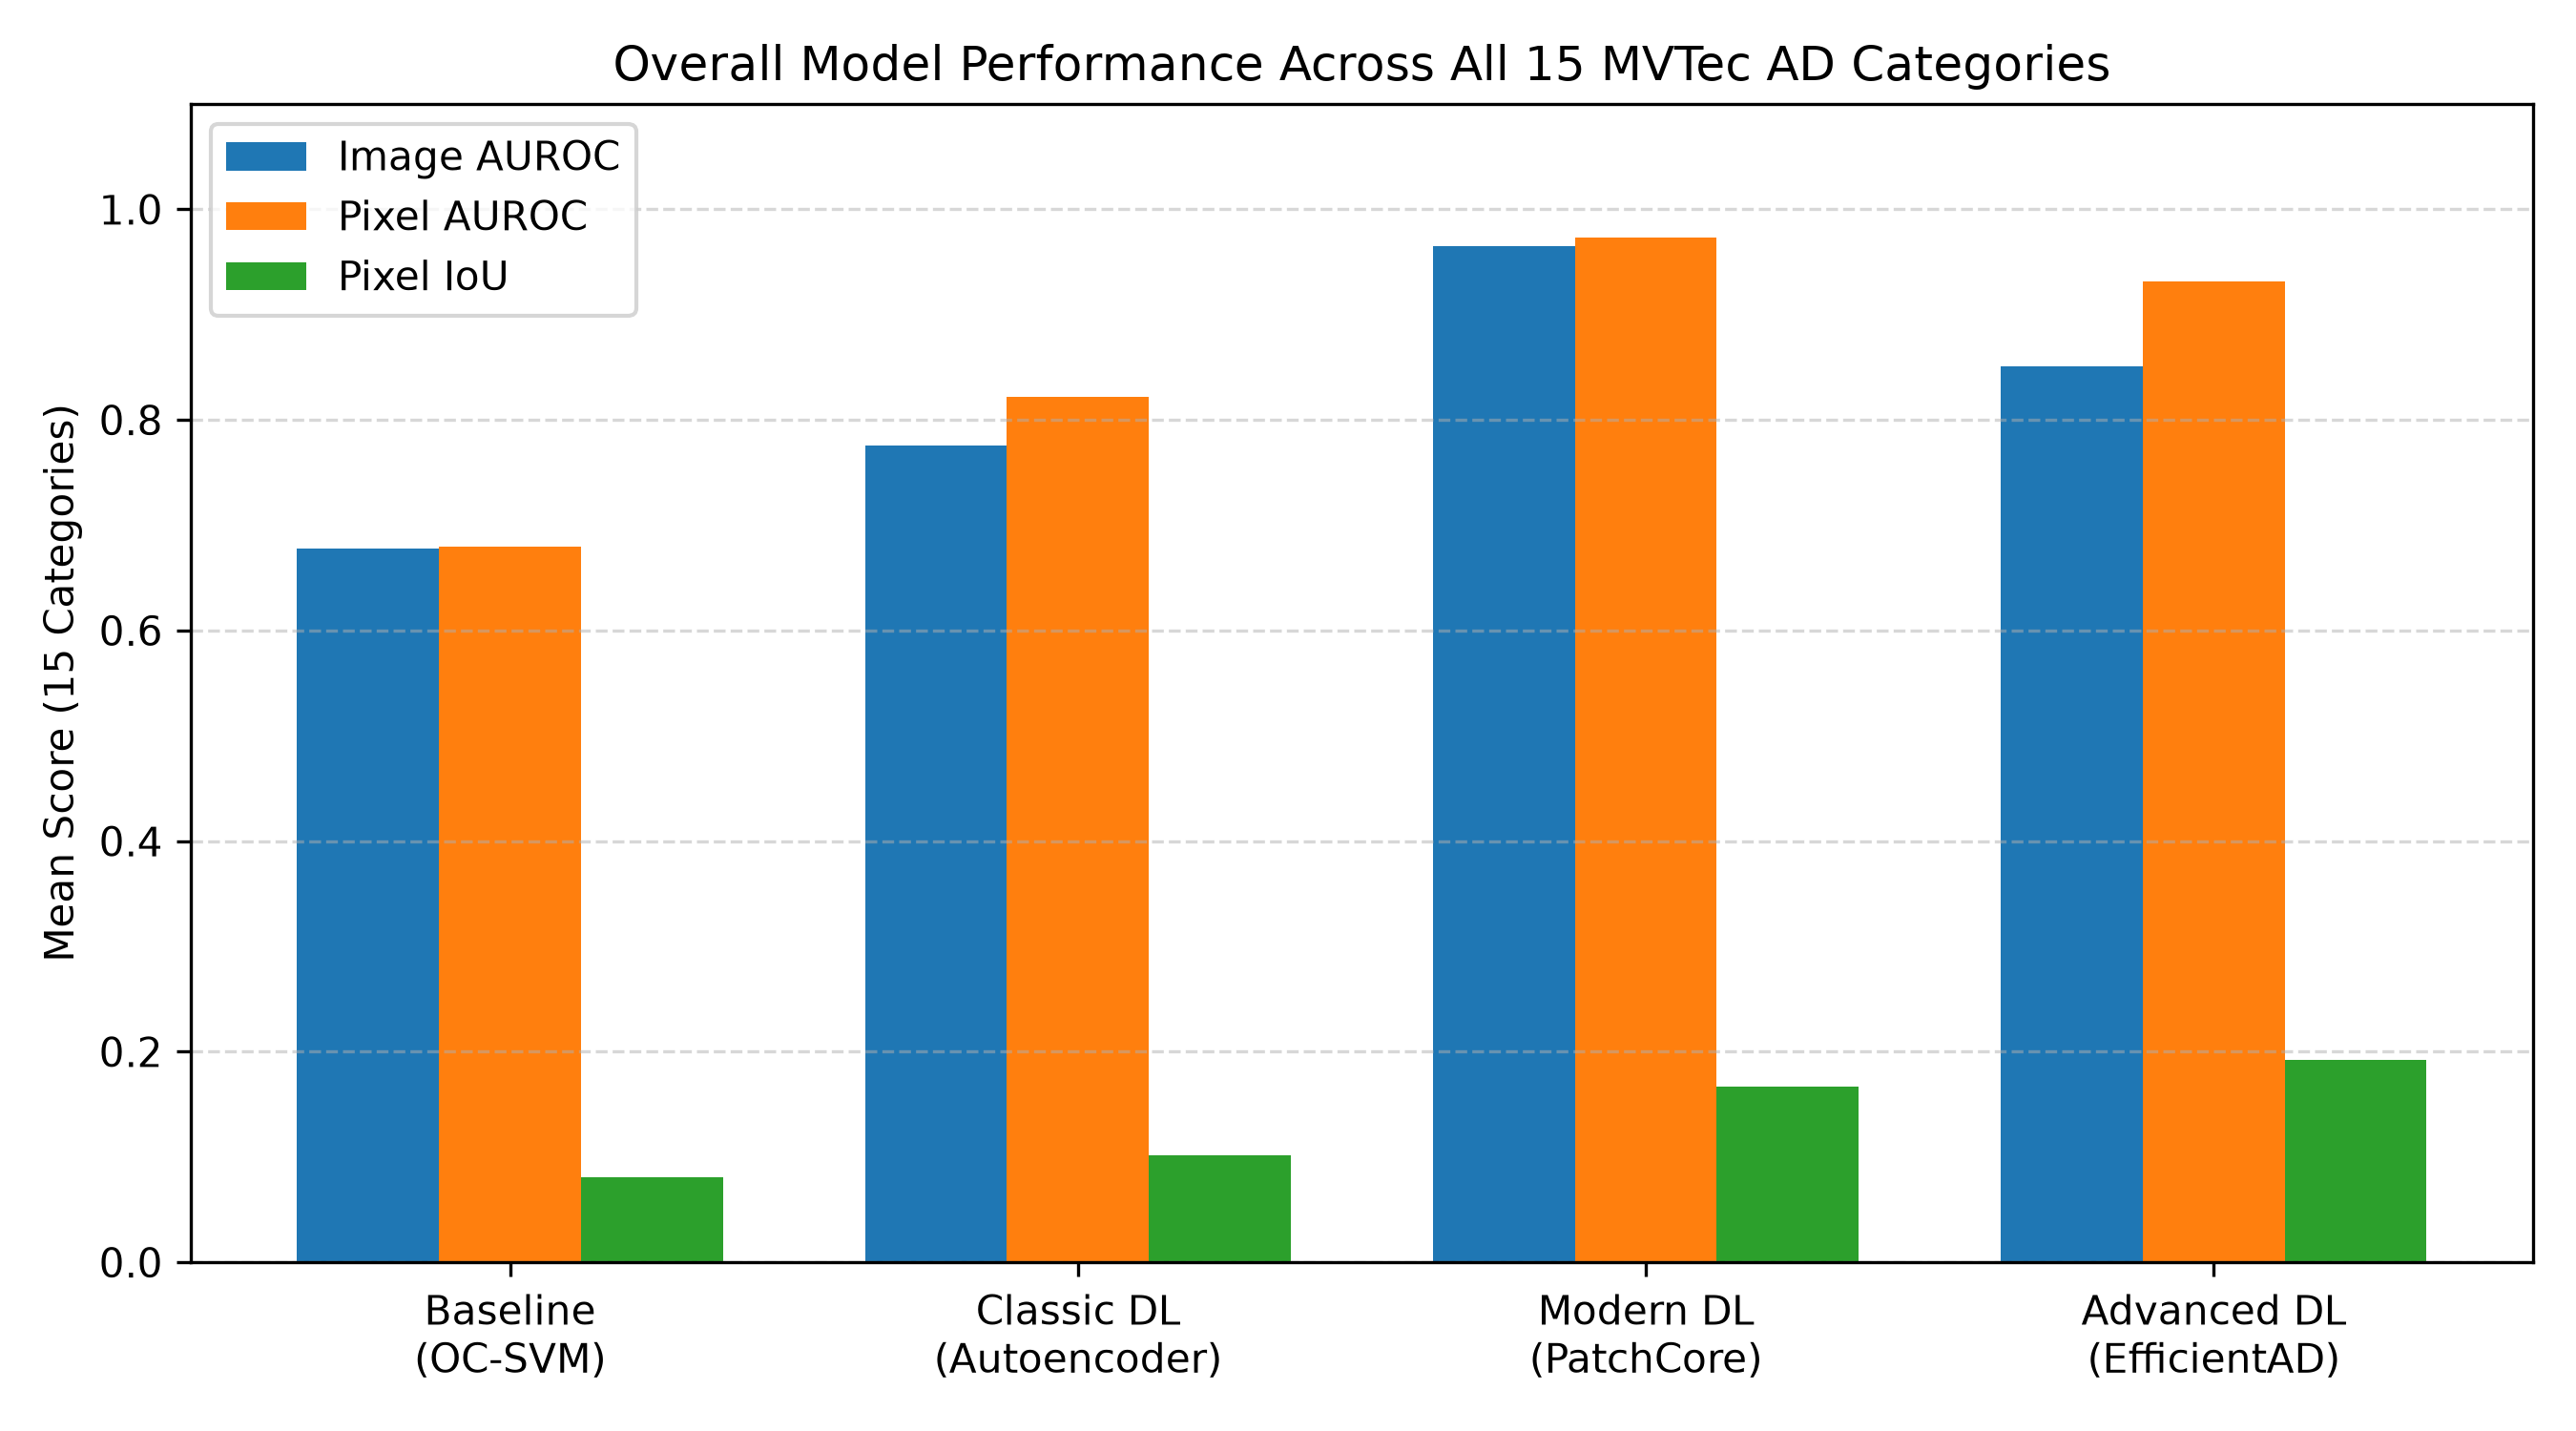 Overall Model Performance Across All 15 MVTec AD Categories
Image AUROC
Pixel AUROC
Pixel IoU
Mean Score (15 Categories)
1.0
0.8
0.6
0.4
0.2
0.0
Baseline
(OC-SVM)
Classic DL
(Autoencoder)
Modern DL
(PatchCore)
Advanced DL
(EfficientAD)